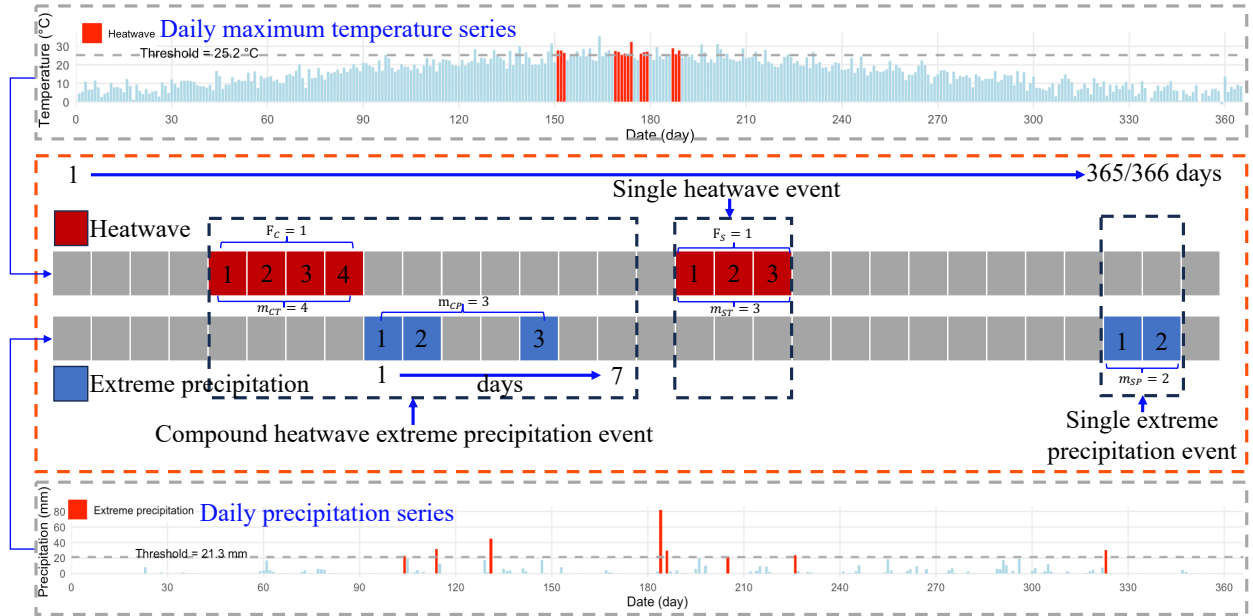 Heatwave Daily maximum temperature series
Threshold = 25.2 °C
Temperature (°C)
30
20
10
0
0 30 60 90 120 150 180 210 240 270 300 330 360
Date (day)
1 365/366 days
Single heatwave event
Heatwave
F_C = 1
F_S = 1
1 2 3 4
1 2 3
m_CT = 4
m_CP = 3
m_ST = 3
1 2 3
1 2
Extreme precipitation
1 days 7
m_SP = 2
Compound heatwave extreme precipitation event
Single extreme
precipitation event
Extreme precipitation Daily precipitation series
Threshold = 21.3 mm
Precipitation (mm)
80
60
40
20
0
0 30 60 90 120 150 180 210 240 270 300 330 360
Date (day)